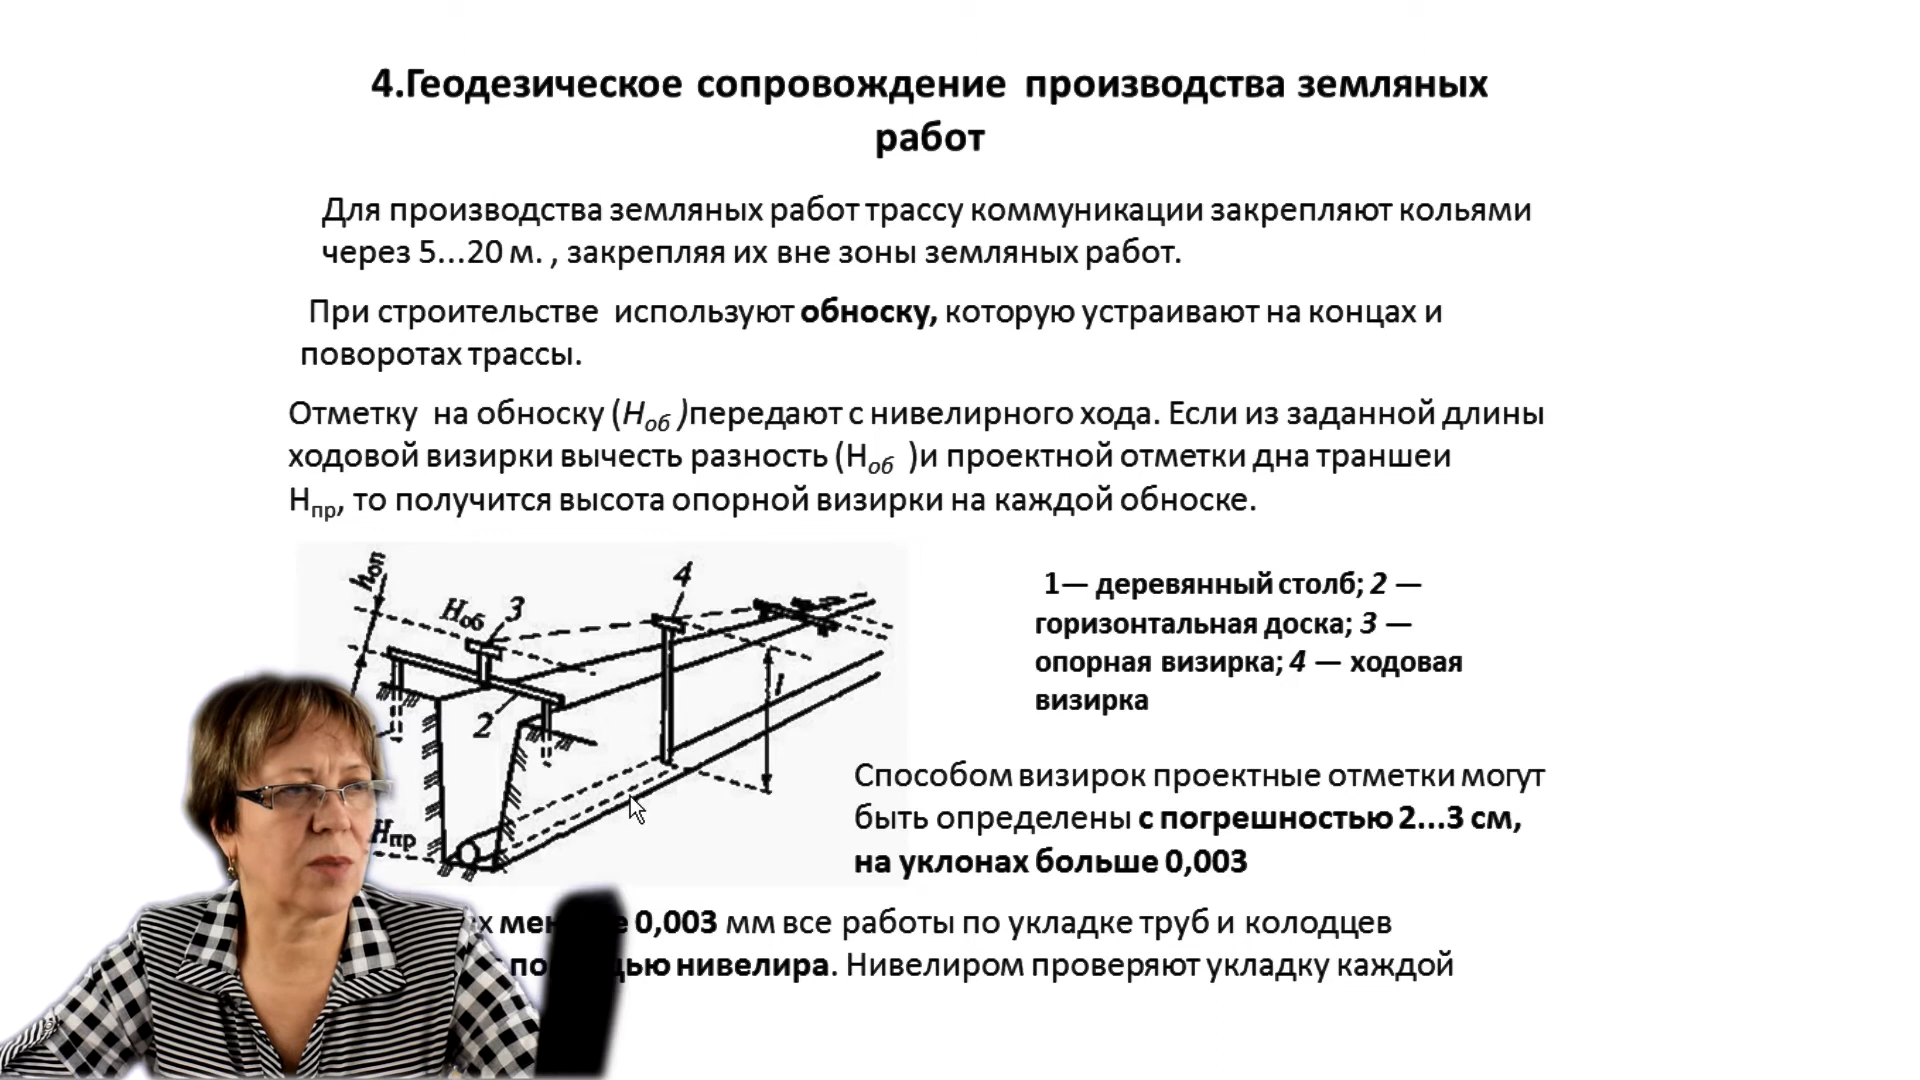 4.Геодезическое сопровождение производства земляных
работ
Для производства земляных работ трассу коммуникации закрепляют кольями
через 5...20 м. , закрепляя их вне зоны земляных работ.
При строительстве используют обноску, которую устраивают на концах и
поворотах трассы.
Отметку на обноску (Hоб )передают с нивелирного хода. Если из заданной длины
ходовой визирки вычесть разность (Hоб )и проектной отметки дна траншеи
Hпр, то получится высота опорной визирки на каждой обноске.
hоп
Hоб
3
4
2
l
Hпр
1— деревянный столб; 2 —
горизонтальная доска; 3 —
опорная визирка; 4 — ходовая
визирка
Способом визирок проектные отметки могут
быть определены с погрешностью 2...3 см,
на уклонах больше 0,003
0,003 мм все работы по укладке труб и колодцев
нивелира. Нивелиром проверяют укладку каждой